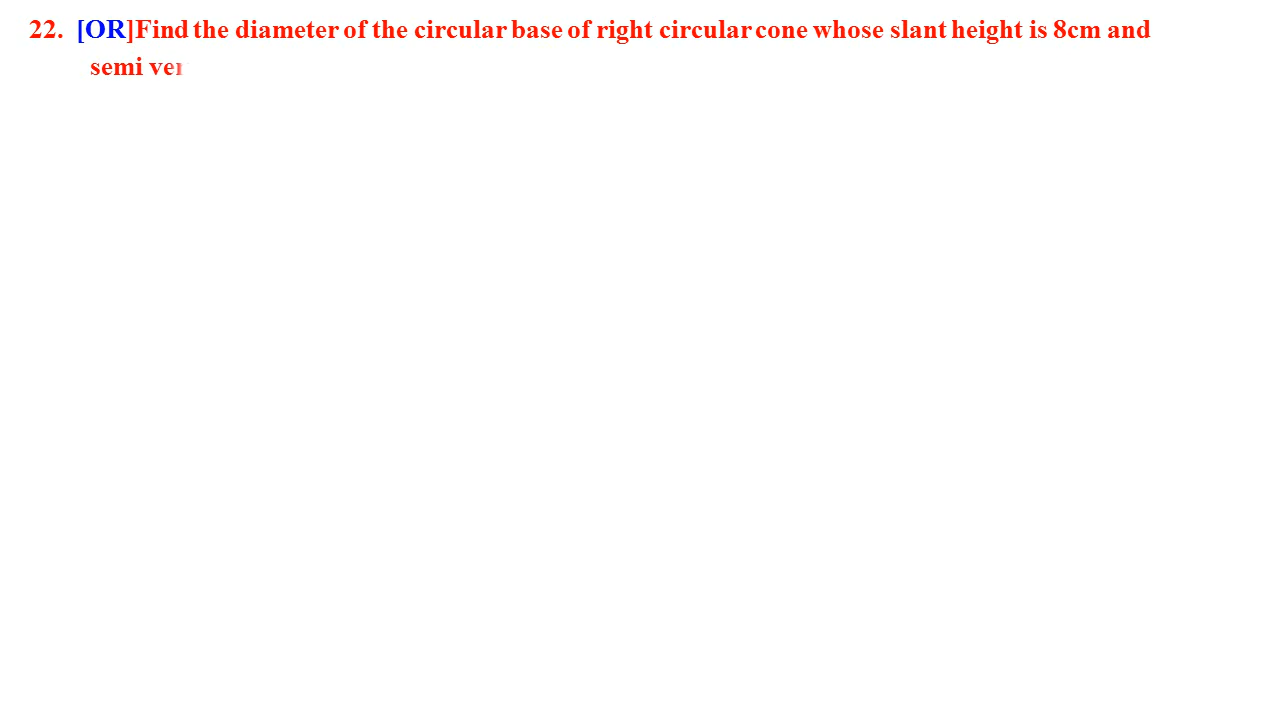 22. [OR]Find the diameter of the circular base of right circular cone whose slant height is 8cm and
semi